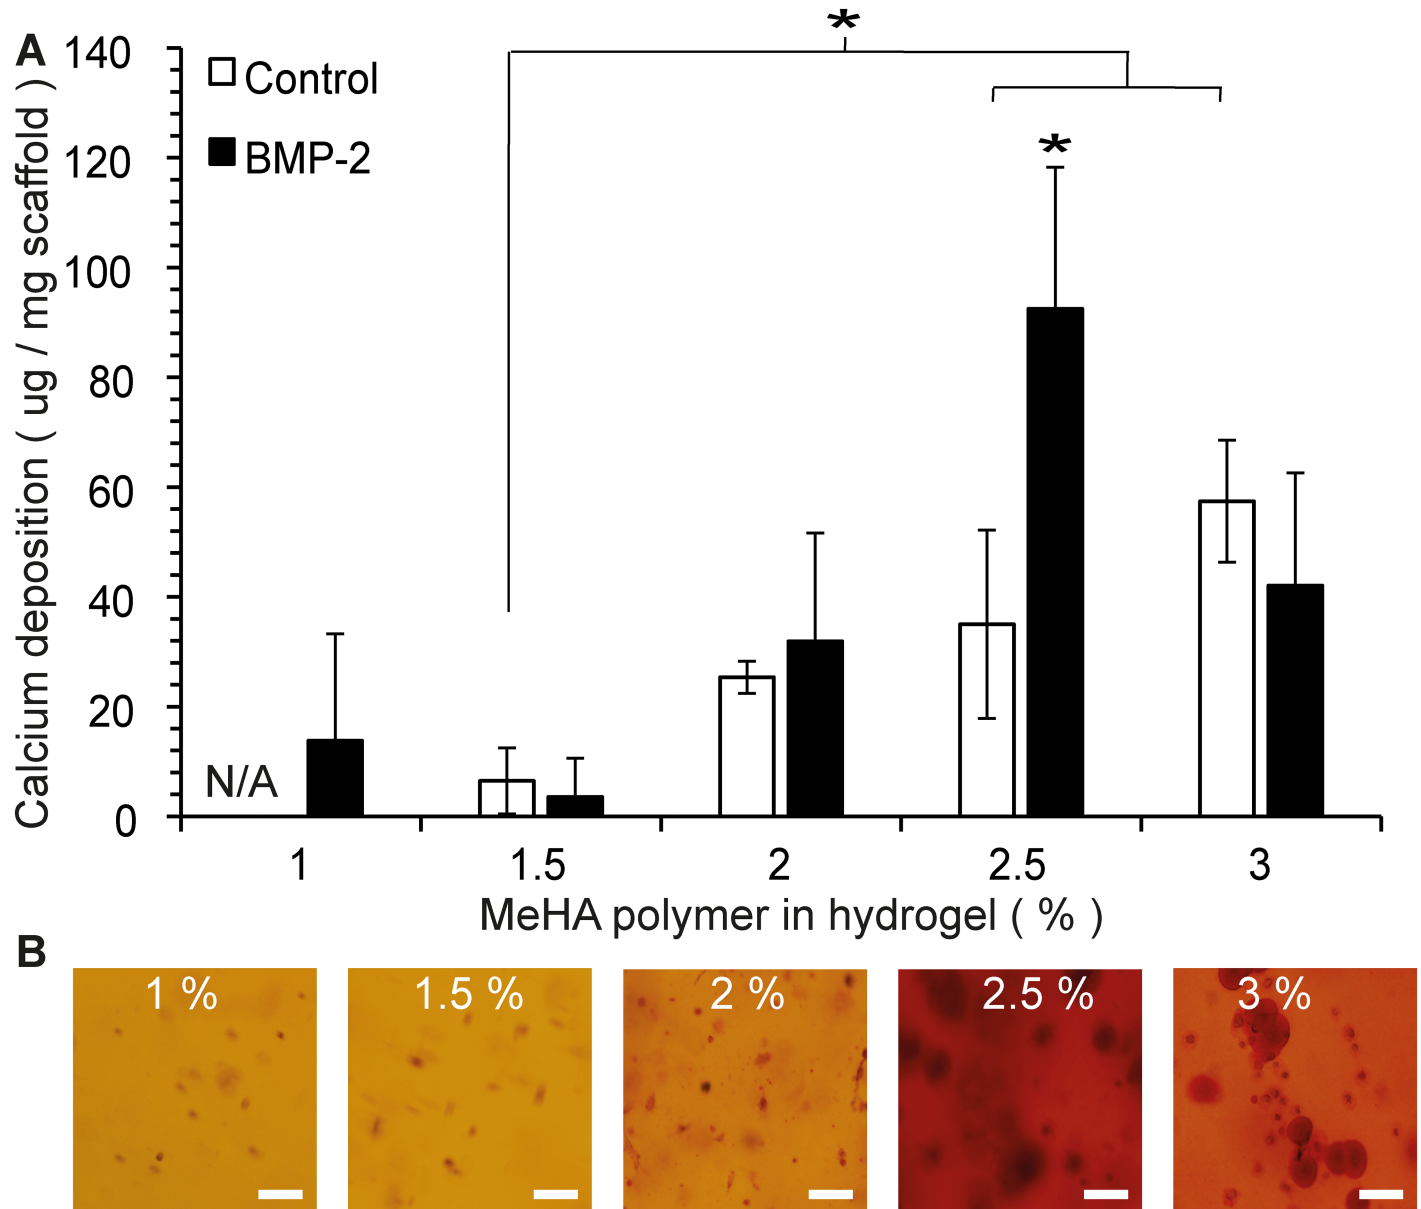 A
*
140
Control
120
BMP-2
*
100
80
60
40
20
0
Calcium deposition ( ug / mg scaffold )
N/A
1 1.5 2 2.5 3
MeHA polymer in hydrogel ( % )
B
1 % 1.5 % 2 % 2.5 % 3 %